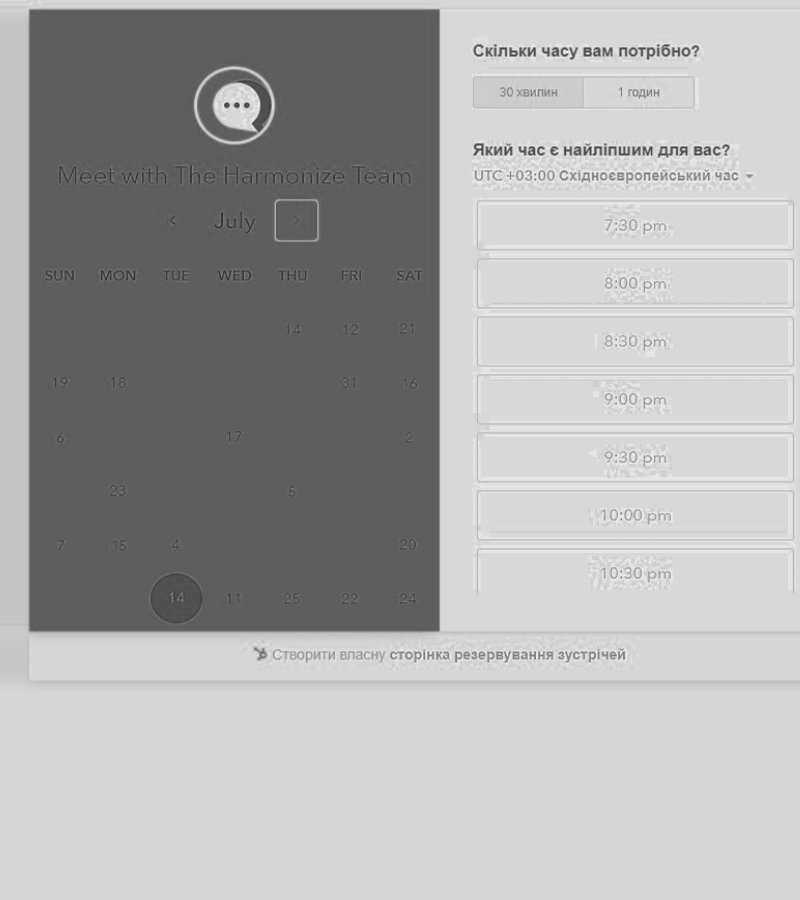 Meet with The Harmonize Team
July
SUN MON TUE WED THU FRI SAT
14 12 21
19 18 31 16
6 17 2
23 5
7 15 4 20
14 11 25 22 24
Скільки часу вам потрібно?
30 хвилин 1 годин
Який час є найліпшим для вас?
UTC +03:00 Східноєвропейський час
7:30 pm
8:00 pm
8:30 pm
9:00 pm
9:30 pm
10:00 pm
10:30 pm
Створити власну сторінка резервування зустрічей